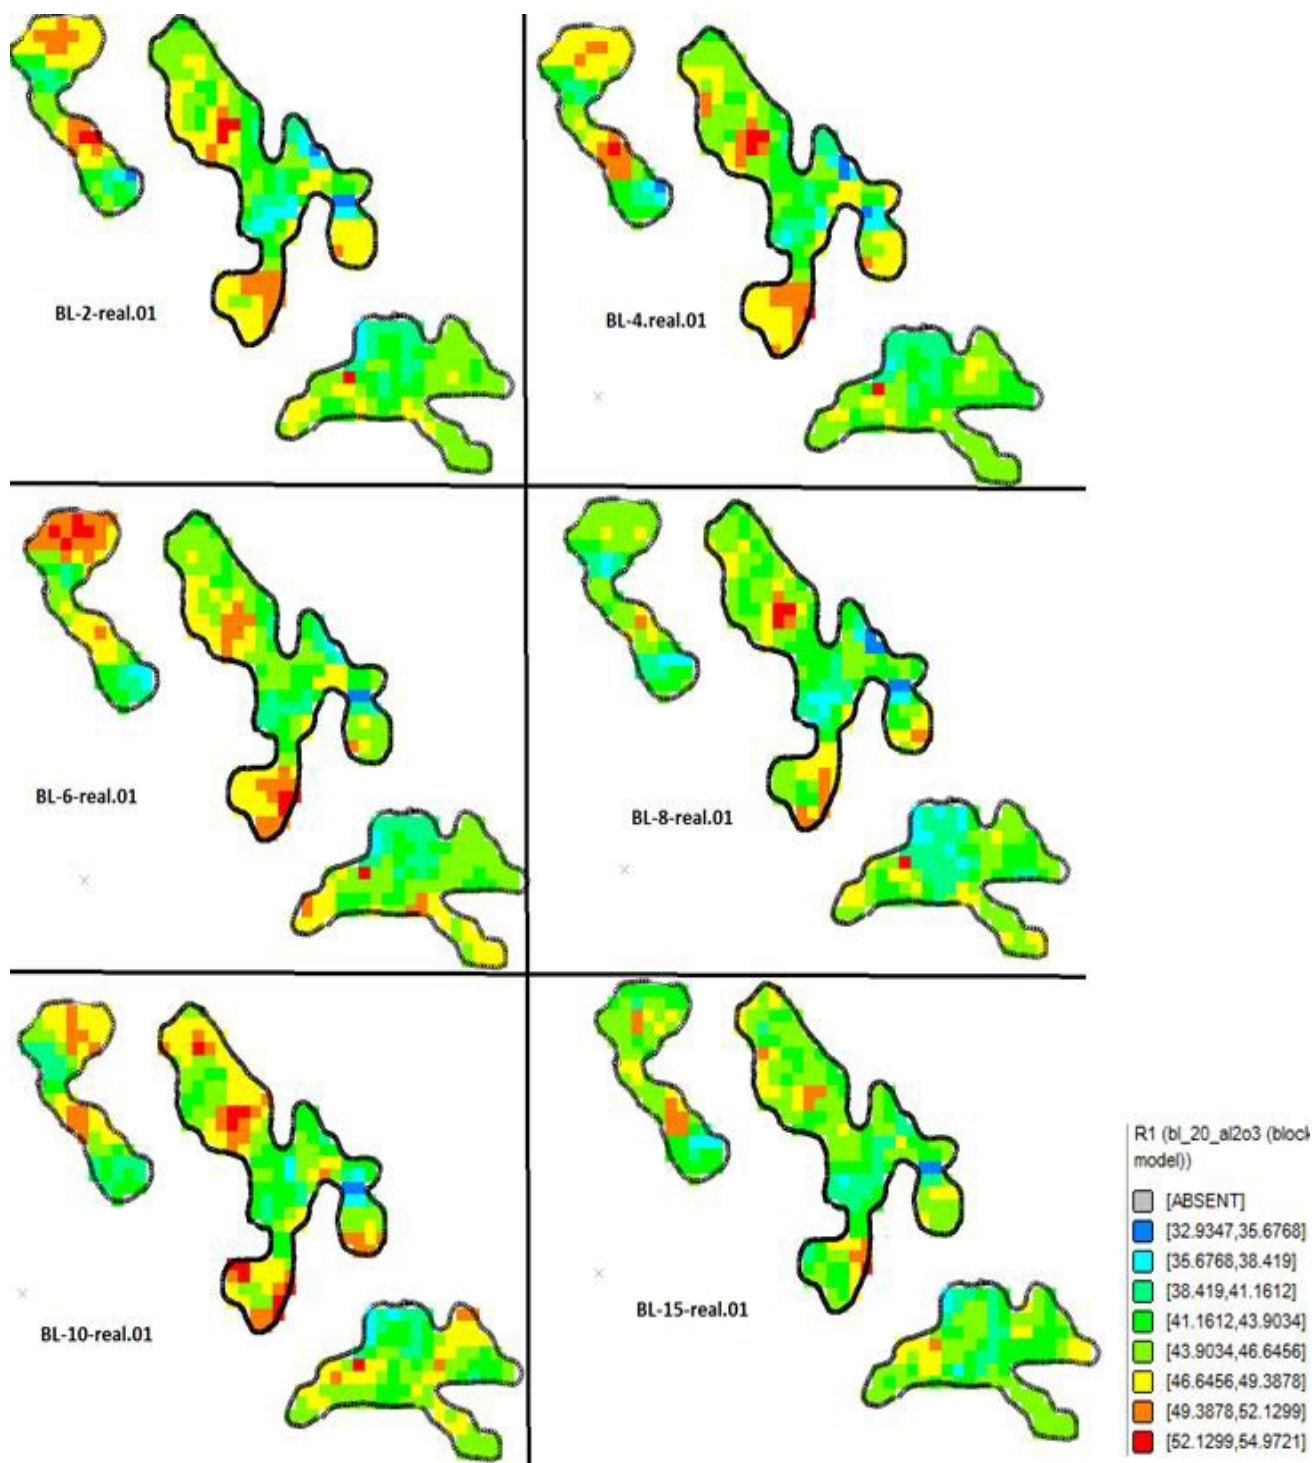 BL-2-real.01
BL-4.real.01
BL-6-real.01
BL-8-real.01
BL-10-real.01
BL-15-real.01
R1 (bl_20_al2o3 (block
model))
[ABSENT]
[32.9347,35.6768]
[35.6768,38.419]
[38.419,41.1612]
[41.1612,43.9034]
[43.9034,46.6456]
[46.6456,49.3878]
[49.3878,52.1299]
[52.1299,54.9721]